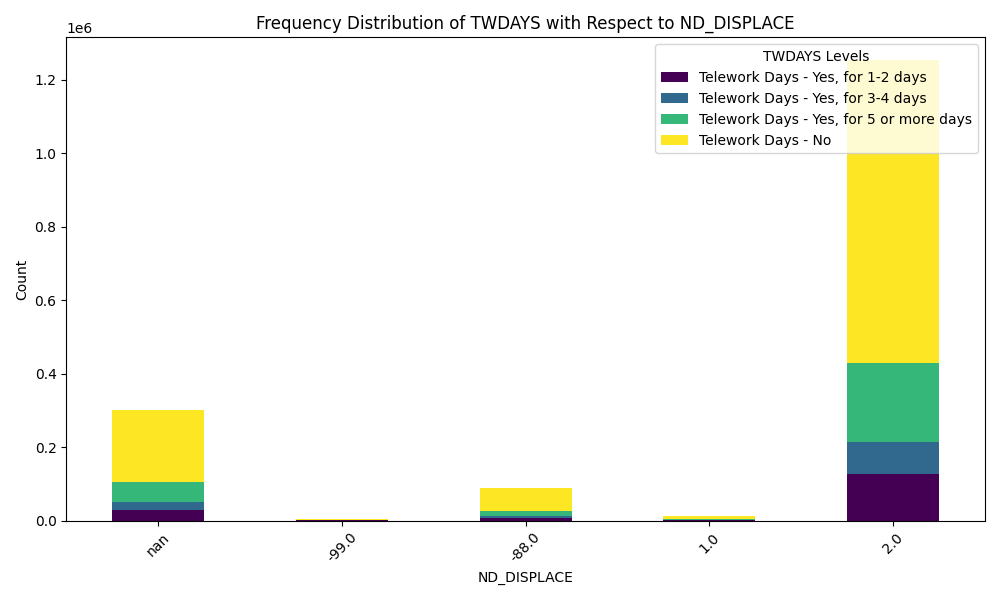 Frequency Distribution of TWDAYS with Respect to ND_DISPLACE
1e6
TWDAYS Levels
Telework Days - Yes, for 1-2 days
Telework Days - Yes, for 3-4 days
Telework Days - Yes, for 5 or more days
Telework Days - No
Count
1.2
1.0
0.8
0.6
0.4
0.2
0.0
nan
-99.0
-88.0
1.0
2.0
ND_DISPLACE